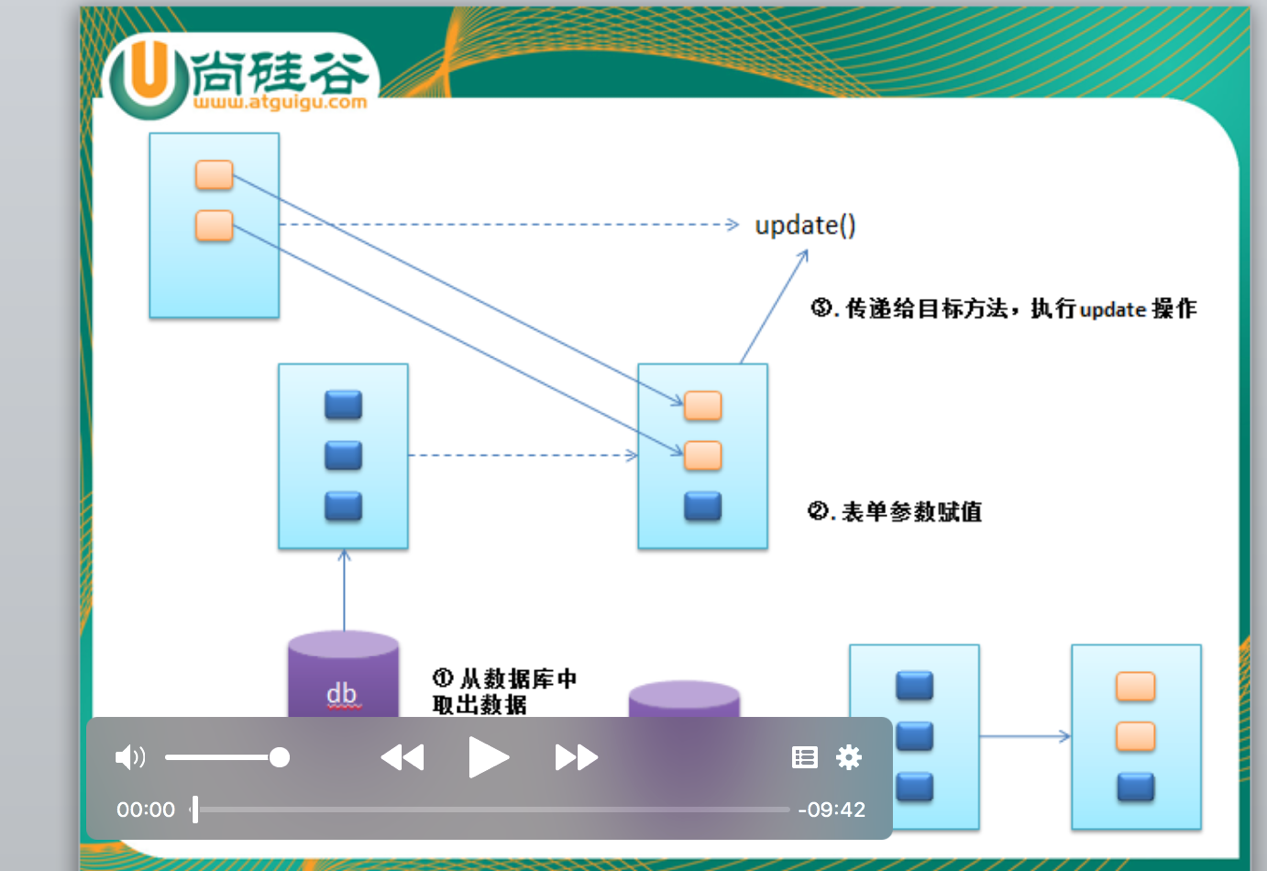 尚硅谷
www.atguigu.com
update()
③. 传递给目标方法，执行update 操作
②. 表单参数赋值
db
① 从数据库中
取出数据
00:00
-09:42